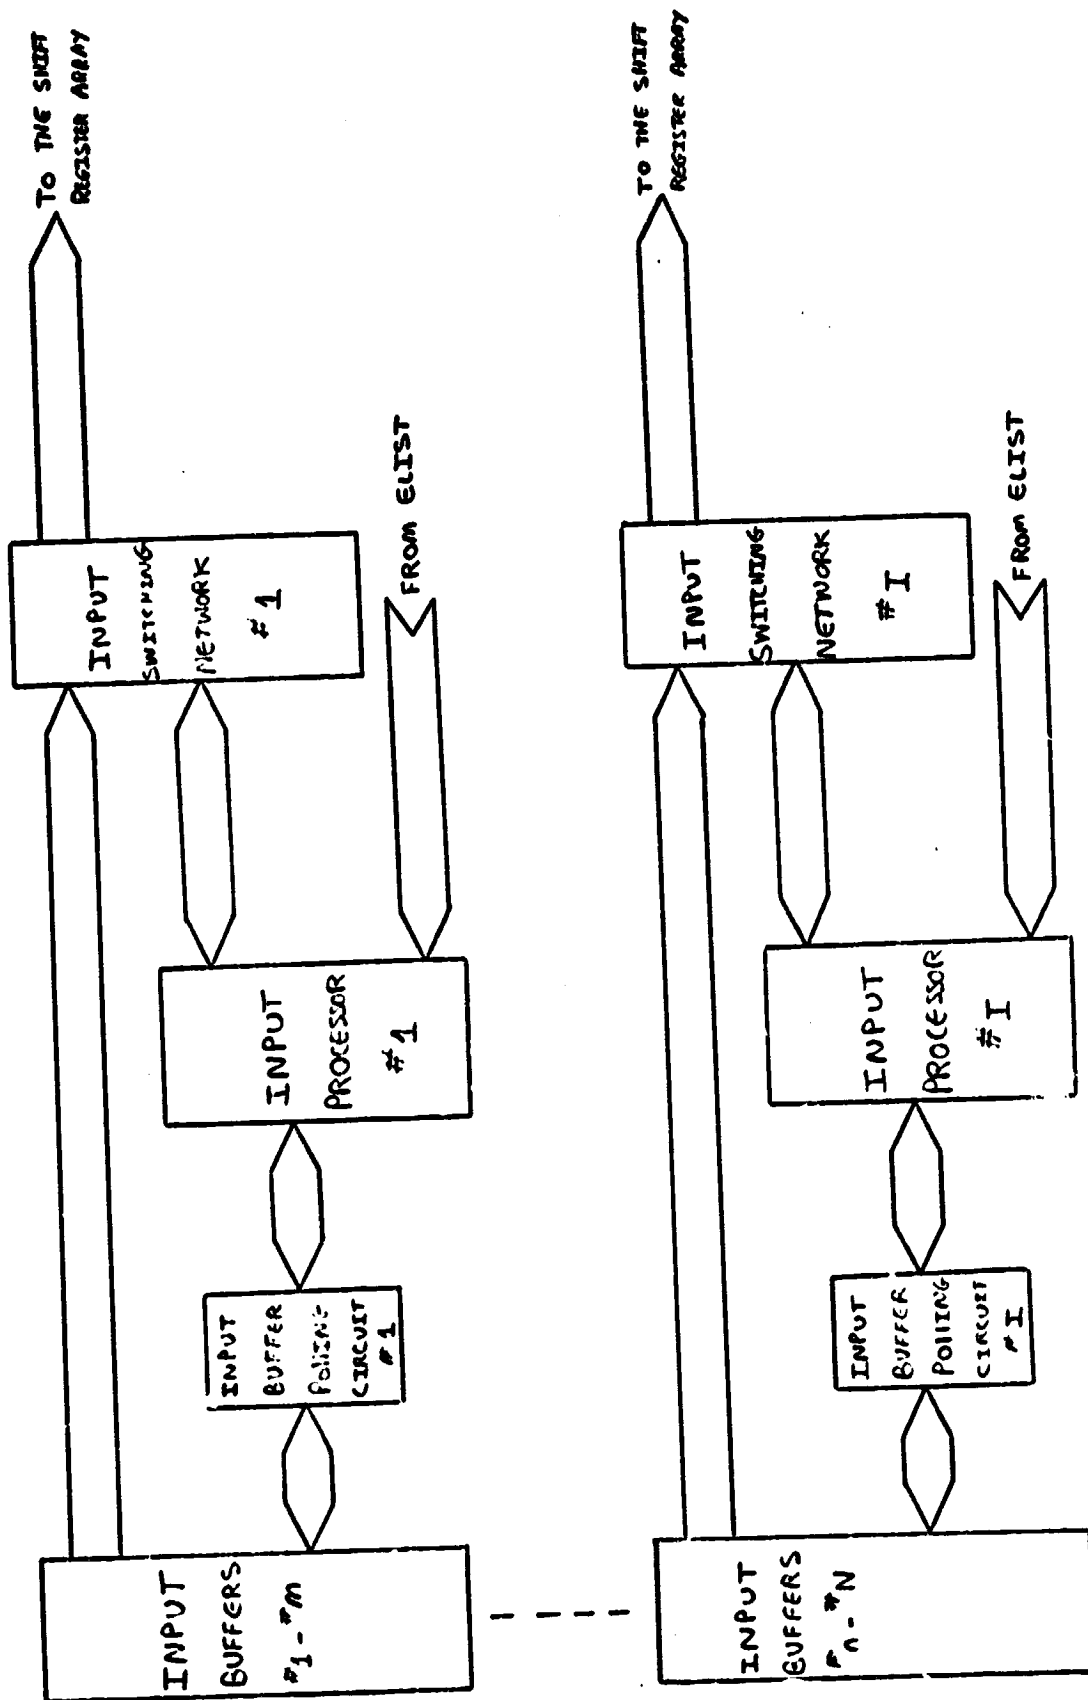 INPUT
BUFFERS
#1 - #m
INPUT
BUFFER
POllING
CIRCUIT
#1
INPUT
PROCESSOR
#1
INPUT
SWITCHING
NETWORK
#1
TO THE SHIFT
REGISTER ARRAY
FROM ELIST
INPUT
BUFFERS
#n - #N
INPUT
BUFFER
POllING
CIRCUIT
#I
INPUT
PROCESSOR
#I
INPUT
SWITCHING
NETWORK
#I
TO THE SHIFT
REGISTER ARRAY
FROM ELIST